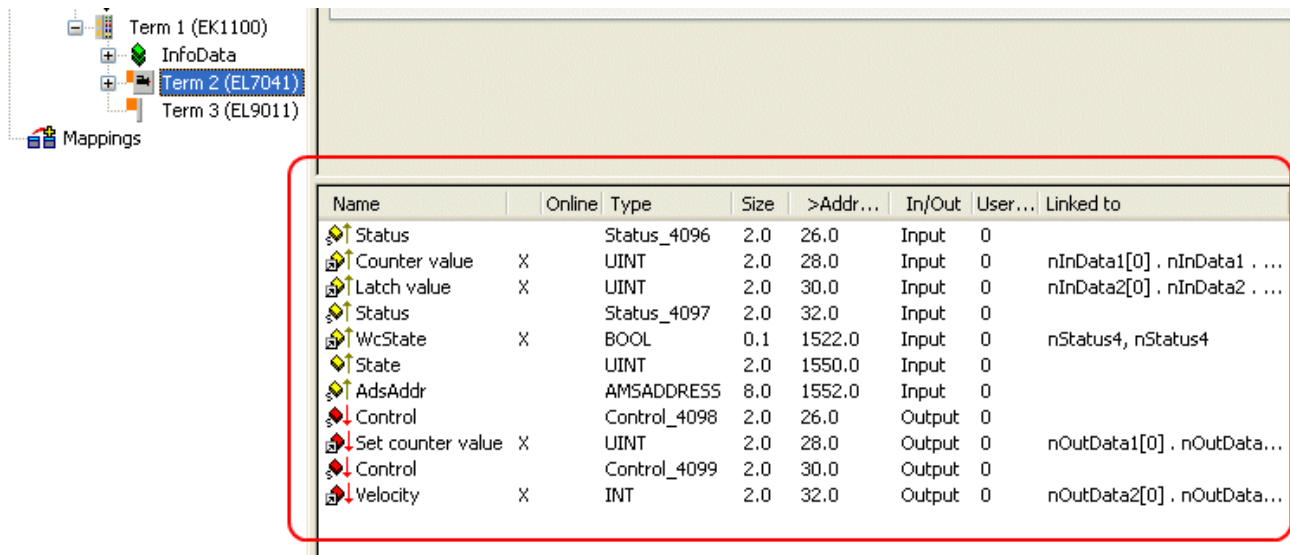 Term 1 (EK1100)
InfoData
Term 2 (EL7041)
Term 3 (EL9011)
Mappings
Name Online Type Size >Addr... In/Out User... Linked to
Status Status_4096 2.0 26.0 Input 0
Counter value X UINT 2.0 28.0 Input 0 nInData1[0] . nInData1 . ...
Latch value X UINT 2.0 30.0 Input 0 nInData2[0] . nInData2 . ...
Status Status_4097 2.0 32.0 Input 0
WcState X BOOL 0.1 1522.0 Input 0 nStatus4, nStatus4
State UINT 2.0 1550.0 Input 0
AdsAddr AMSADDRESS 8.0 1552.0 Input 0
Control Control_4098 2.0 26.0 Output 0
Set counter value X UINT 2.0 28.0 Output 0 nOutData1[0] . nOutData...
Control Control_4099 2.0 30.0 Output 0
Velocity X INT 2.0 32.0 Output 0 nOutData2[0] . nOutData...